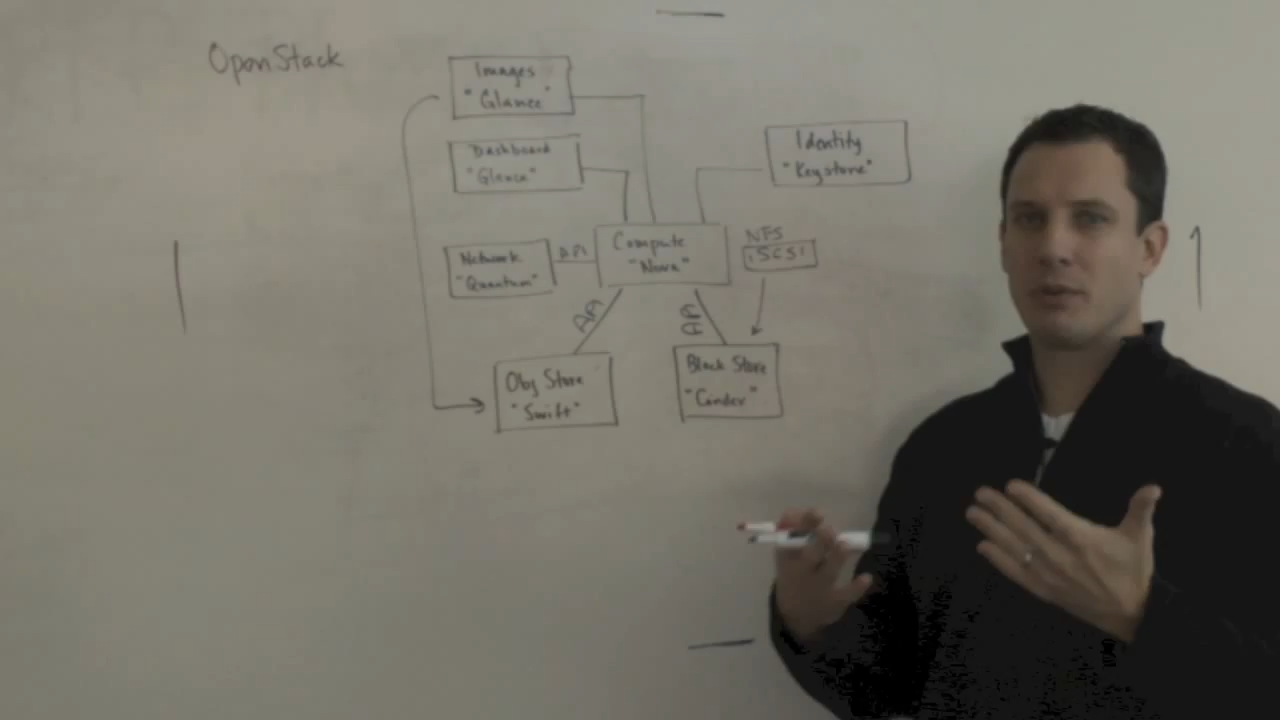 OpenStack
Images
"Glance"
Dashboard
"Glance"
Identity
"Keystone"
Network
"Quantum"
API
Compute
"Nova"
NFS
iSCSI
API
Obj Store
"Swift"
Block Store
"Cinder"